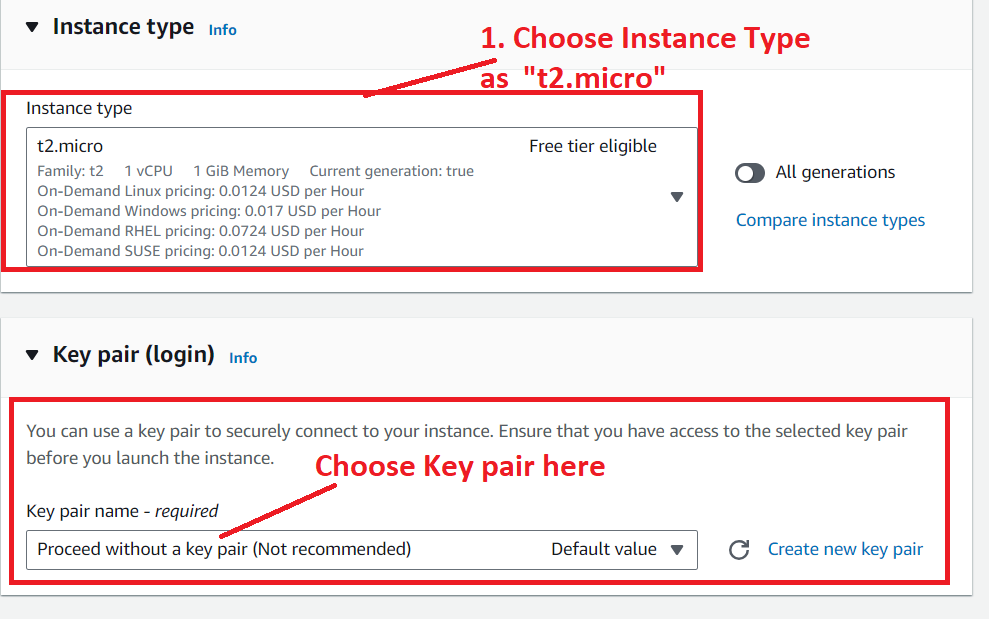 Instance type Info
1. Choose Instance Type
as "t2.micro"
Instance type
t2.micro Free tier eligible
Family: t2 1 vCPU 1 GiB Memory Current generation: true
On-Demand Linux pricing: 0.0124 USD per Hour
On-Demand Windows pricing: 0.017 USD per Hour
On-Demand RHEL pricing: 0.0724 USD per Hour
On-Demand SUSE pricing: 0.0124 USD per Hour
All generations
Compare instance types
Key pair (login) Info
You can use a key pair to securely connect to your instance. Ensure that you have access to the selected key pair
before you launch the instance.
Choose Key pair here
Key pair name - required
Proceed without a key pair (Not recommended) Default value
Create new key pair